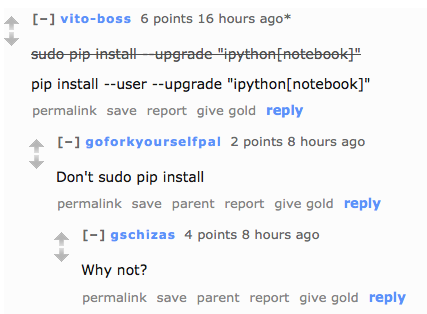 [–] vito-boss 6 points 16 hours ago*
sudo pip install --upgrade "ipython[notebook]"
pip install --user --upgrade "ipython[notebook]"
permalink save report give gold reply
[–] goforkyourselfpal 2 points 8 hours ago
Don't sudo pip install
permalink save parent report give gold reply
[–] gschizas 4 points 8 hours ago
Why not?
permalink save parent report give gold reply